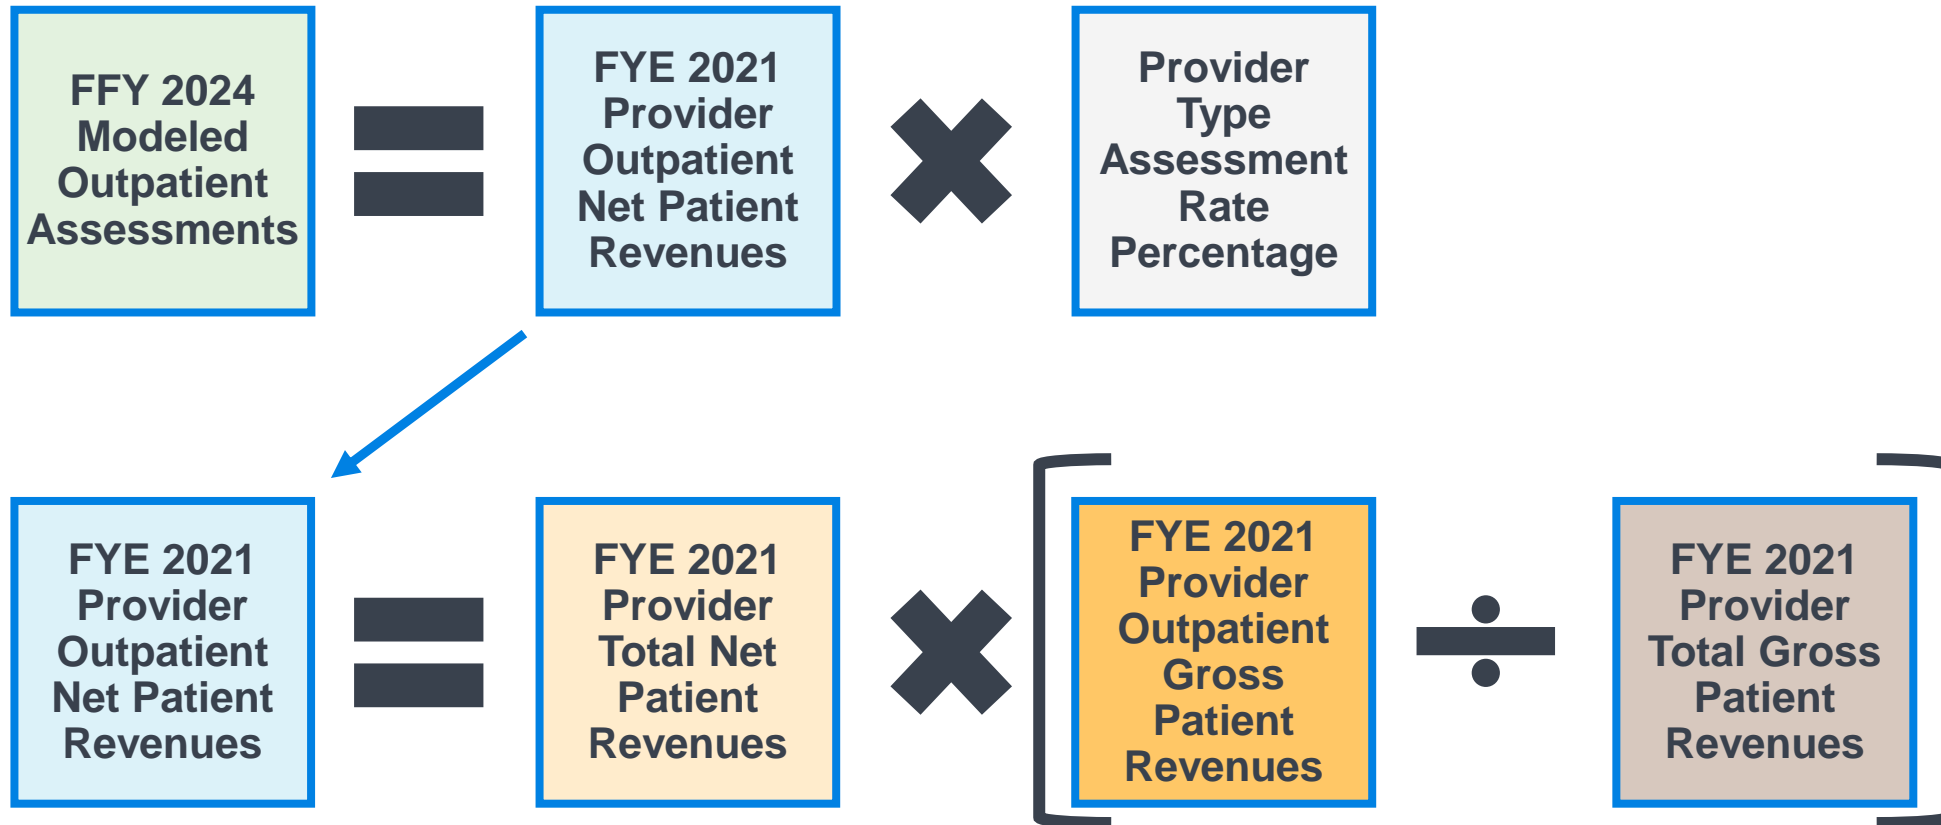 FFY 2024
Modeled
Outpatient
Assessments
FYE 2021
Provider
Outpatient
Net Patient
Revenues
Provider
Type
Assessment
Rate
Percentage
FYE 2021
Provider
Outpatient
Net Patient
Revenues
FYE 2021
Provider
Total Net
Patient
Revenues
FYE 2021
Provider
Outpatient
Gross
Patient
Revenues
FYE 2021
Provider
Total Gross
Patient
Revenues